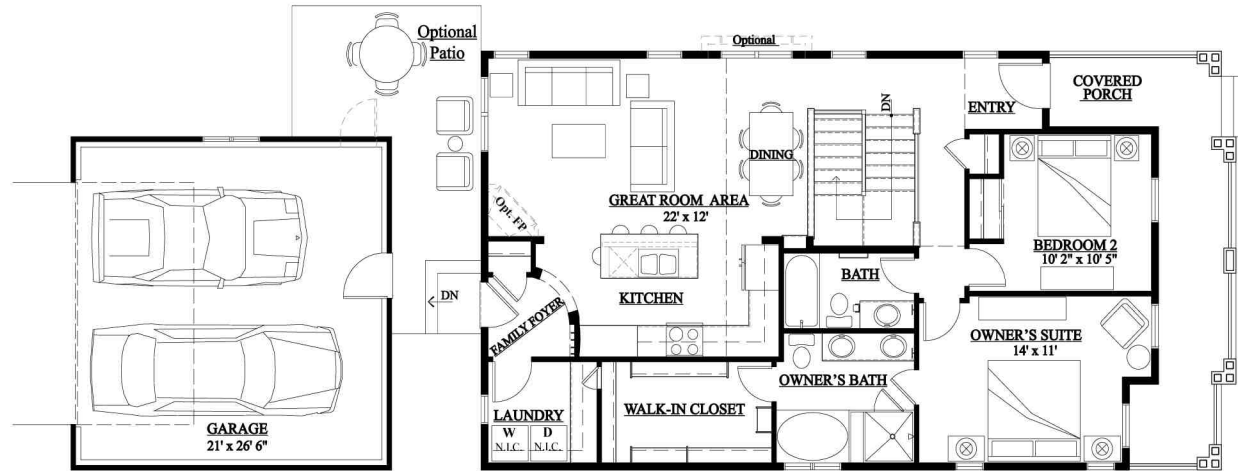 Optional
Patio
Optional
COVERED
PORCH
ENTRY
DN
DINING
GREAT ROOM AREA
22' x 12'
Opt. FP
BEDROOM 2
10' 2" x 10' 5"
BATH
KITCHEN
DN
FAMILY FOYER
OWNER'S SUITE
14' x 11'
OWNER'S BATH
WALK-IN CLOSET
LAUNDRY
W D
N.I.C. N.I.C.
GARAGE
21' x 26' 6"